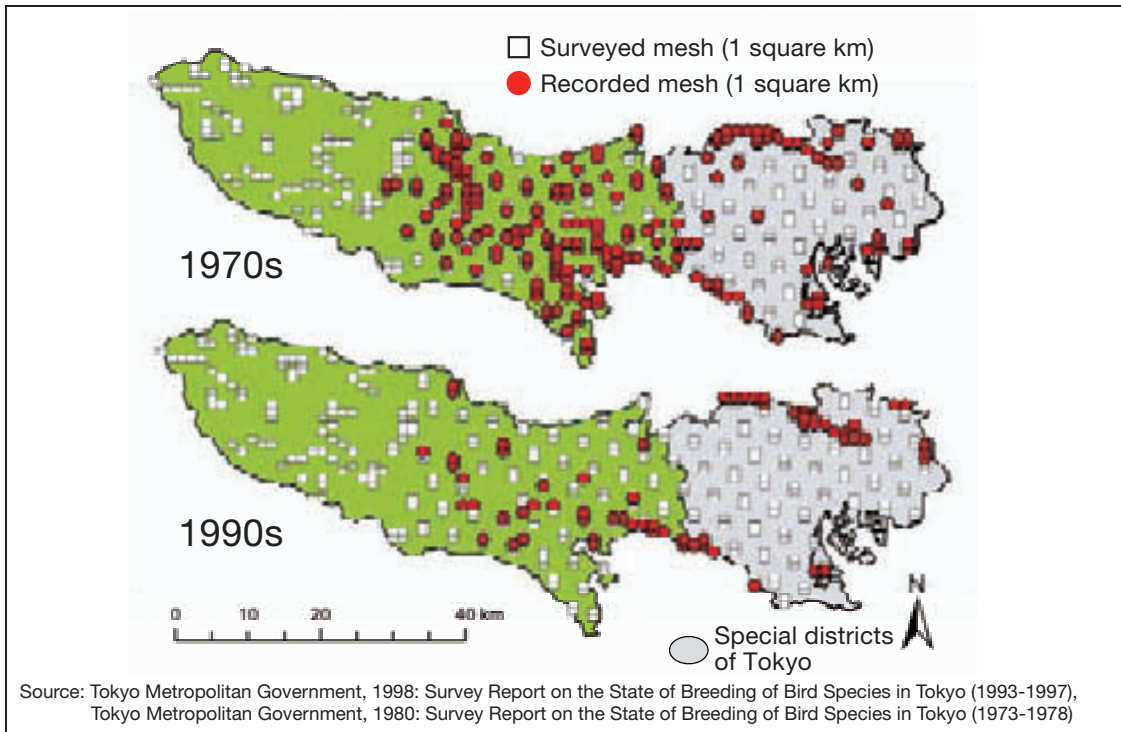 Surveyed mesh (1 square km)
Recorded mesh (1 square km)
1970s
1990s
0 10 20 40 km
N
Special districts
of Tokyo
Source: Tokyo Metropolitan Government, 1998: Survey Report on the State of Breeding of Bird Species in Tokyo (1993-1997),
Tokyo Metropolitan Government, 1980: Survey Report on the State of Breeding of Bird Species in Tokyo (1973-1978)